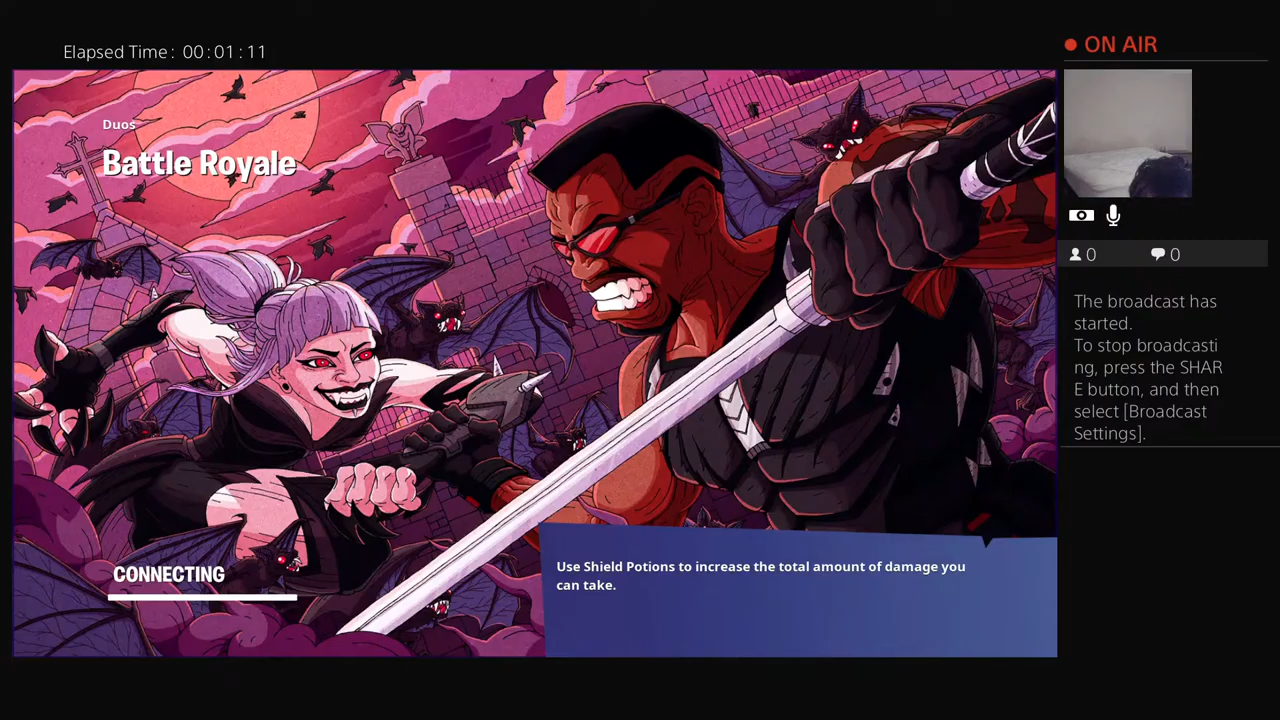 Elapsed Time: 00:01:11
ON AIR
Duos
Battle Royale
0
0
The broadcast has
started.
To stop broadcasti
ng, press the SHAR
E button, and then
select [Broadcast
Settings].
CONNECTING
Use Shield Potions to increase the total amount of damage you
can take.